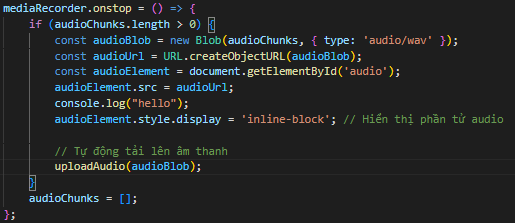 mediaRecorder.onstop = () => {
    if (audioChunks.length > 0) {
        const audioBlob = new Blob(audioChunks, { type: 'audio/wav' });
        const audioUrl = URL.createObjectURL(audioBlob);
        const audioElement = document.getElementById('audio');
        audioElement.src = audioUrl;
        console.log("hello");
        audioElement.style.display = 'inline-block'; // Hiển thị phần tử audio

        // Tự động tải lên âm thanh
        uploadAudio(audioBlob);
    }
    audioChunks = [];
};